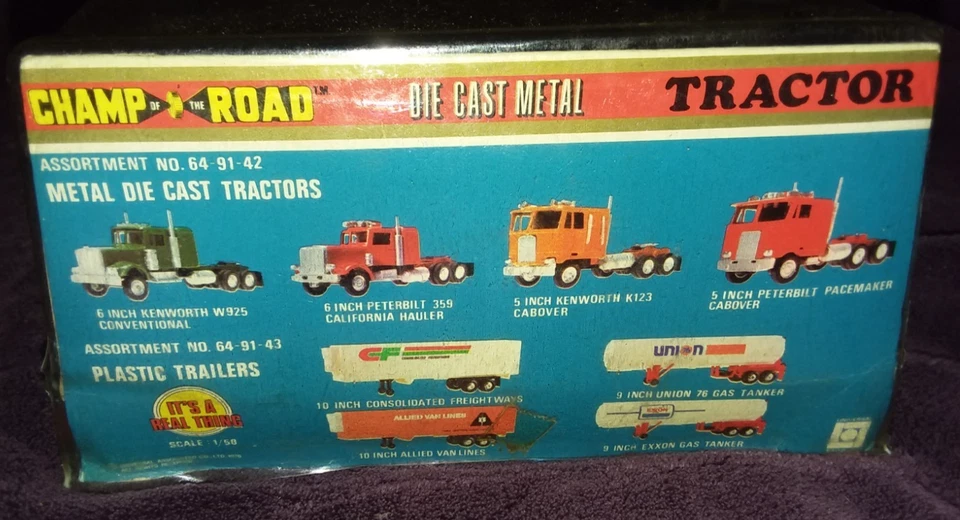 CHAMP OF THE ROAD™ DIE CAST METAL TRACTOR
ASSORTMENT NO. 64-91-42
METAL DIE CAST TRACTORS
6 INCH KENWORTH W925
CONVENTIONAL
6 INCH PETERBILT 359
CALIFORNIA HAULER
5 INCH KENWORTH K123
CABOVER
5 INCH PETERBILT PACEMAKER
CABOVER
ASSORTMENT NO. 64-91-43
PLASTIC TRAILERS
CF
10 INCH CONSOLIDATED FREIGHTWAYS
UNION
9 INCH UNION 76 GAS TANKER
IT'S A
REAL THING
SCALE 1/58
ALLIED VAN LINES
10 INCH ALLIED VAN LINES
EXXON
9 INCH EXXON GAS TANKER